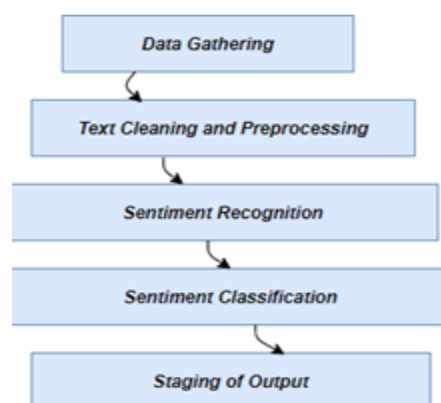 Data Gathering
Text Cleaning and Preprocessing
Sentiment Recognition
Sentiment Classification
Staging of Output